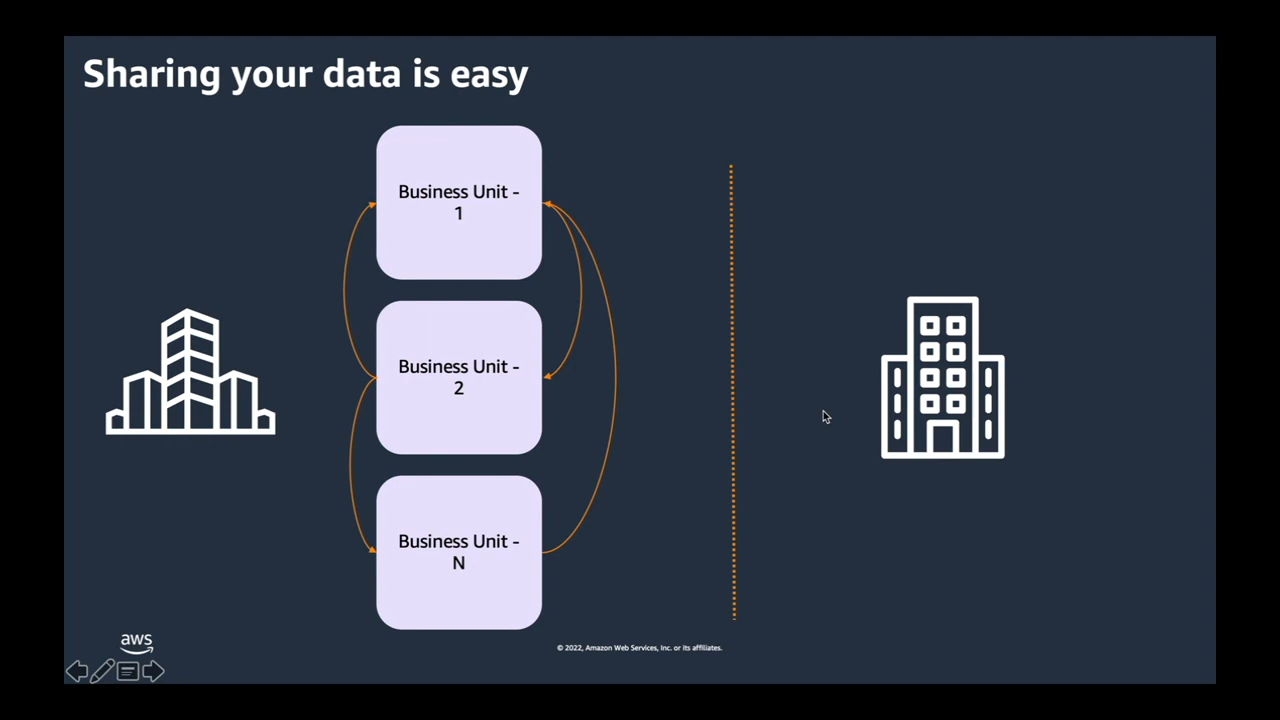 Sharing your data is easy
Business Unit -
1
Business Unit -
2
Business Unit -
N
aws
© 2022, Amazon Web Services, Inc. or its affiliates.